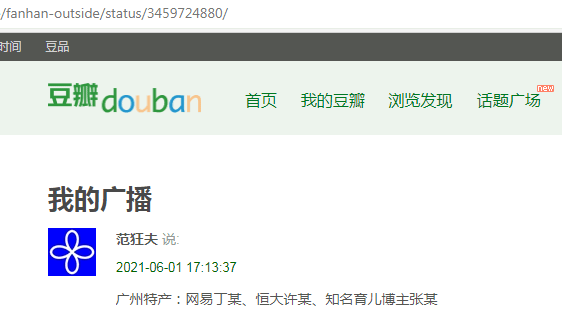 /fanhan-outside/status/3459724880/
时间 豆品
豆瓣douban 首页 我的豆瓣 浏览发现 话题广场 new
我的广播
范狂夫 说:
2021-06-01 17:13:37
广州特产：网易丁某、恒大许某、知名育儿博主张某